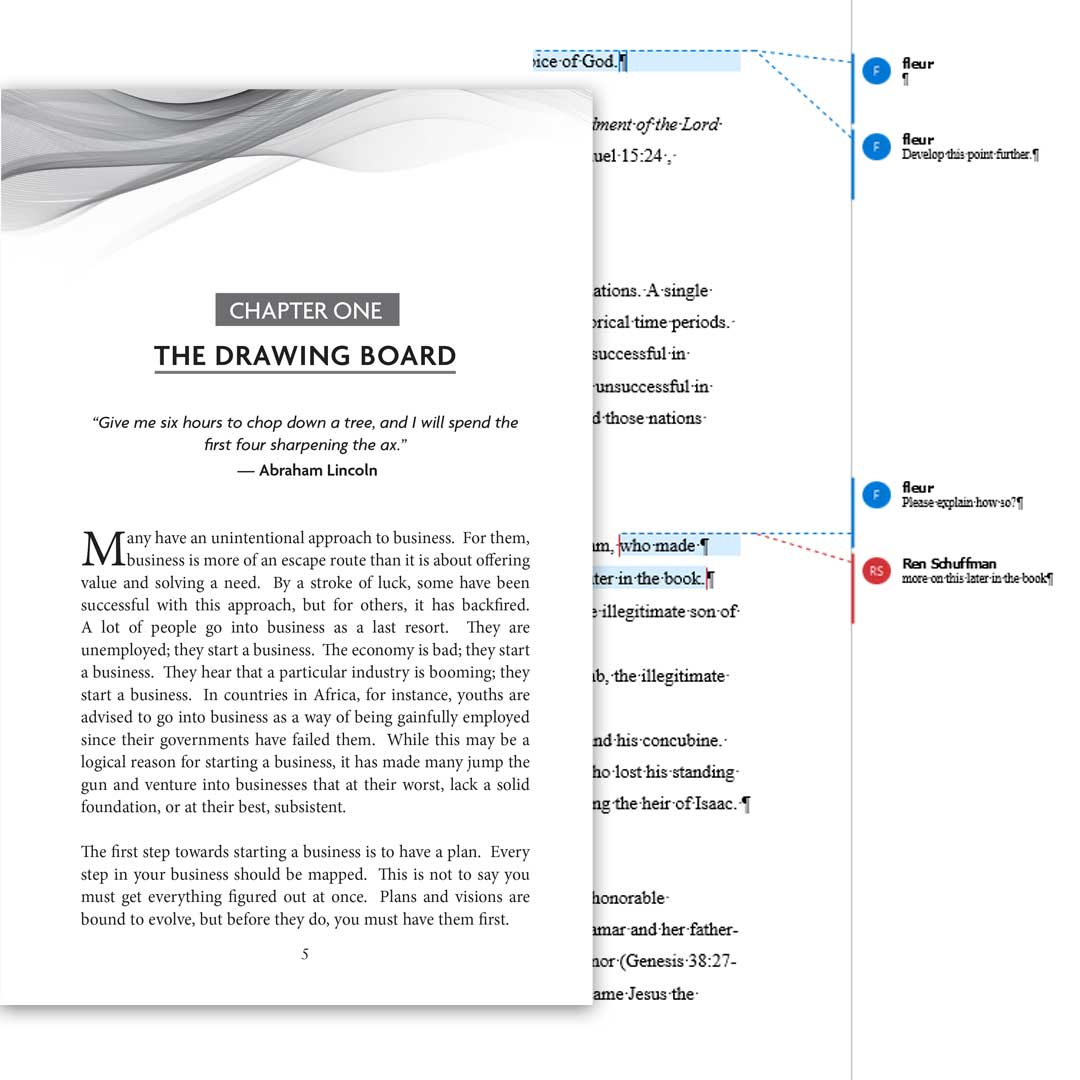 CHAPTER ONE
THE DRAWING BOARD
“Give me six hours to chop down a tree, and I will spend the
first four sharpening the ax.”
— Abraham Lincoln
Many have an unintentional approach to business.  For them,
business is more of an escape route than it is about offering
value and solving a need.  By a stroke of luck, some have been
successful with this approach, but for others, it has backfired.
A lot of people go into business as a last resort.  They are
unemployed; they start a business.  The economy is bad; they start
a business.  They hear that a particular industry is booming; they
start a business.  In countries in Africa, for instance, youths are
advised to go into business as a way of being gainfully employed
since their governments have failed them.  While this may be a
logical reason for starting a business, it has made many jump the
gun and venture into businesses that at their worst, lack a solid
foundation, or at their best, subsistent.
The first step towards starting a business is to have a plan.  Every
step in your business should be mapped.  This is not to say you
must get everything figured out at once.  Plans and visions are
bound to evolve, but before they do, you must have them first.
5
of·God.¶
of·the·Lord·
15:24·,·
A·single·
time·periods.·
successful·in·
unsuccessful·in·
those·nations·
who·made·¶
in·the·book.¶
illegitimate·son·of·
the·illegitimate·
his·concubine.·
lost·his·standing·
the·heir·of·Isaac.·¶
honorable·
and·her·father-
(Genesis·38:27-
Jesus·the·
F
fleur
¶
F
fleur
Develop·this·point·further.¶
F
fleur
Please·explain·how·so?¶
RS
Ren Schuffman
more·on·this·later·in·the·book¶